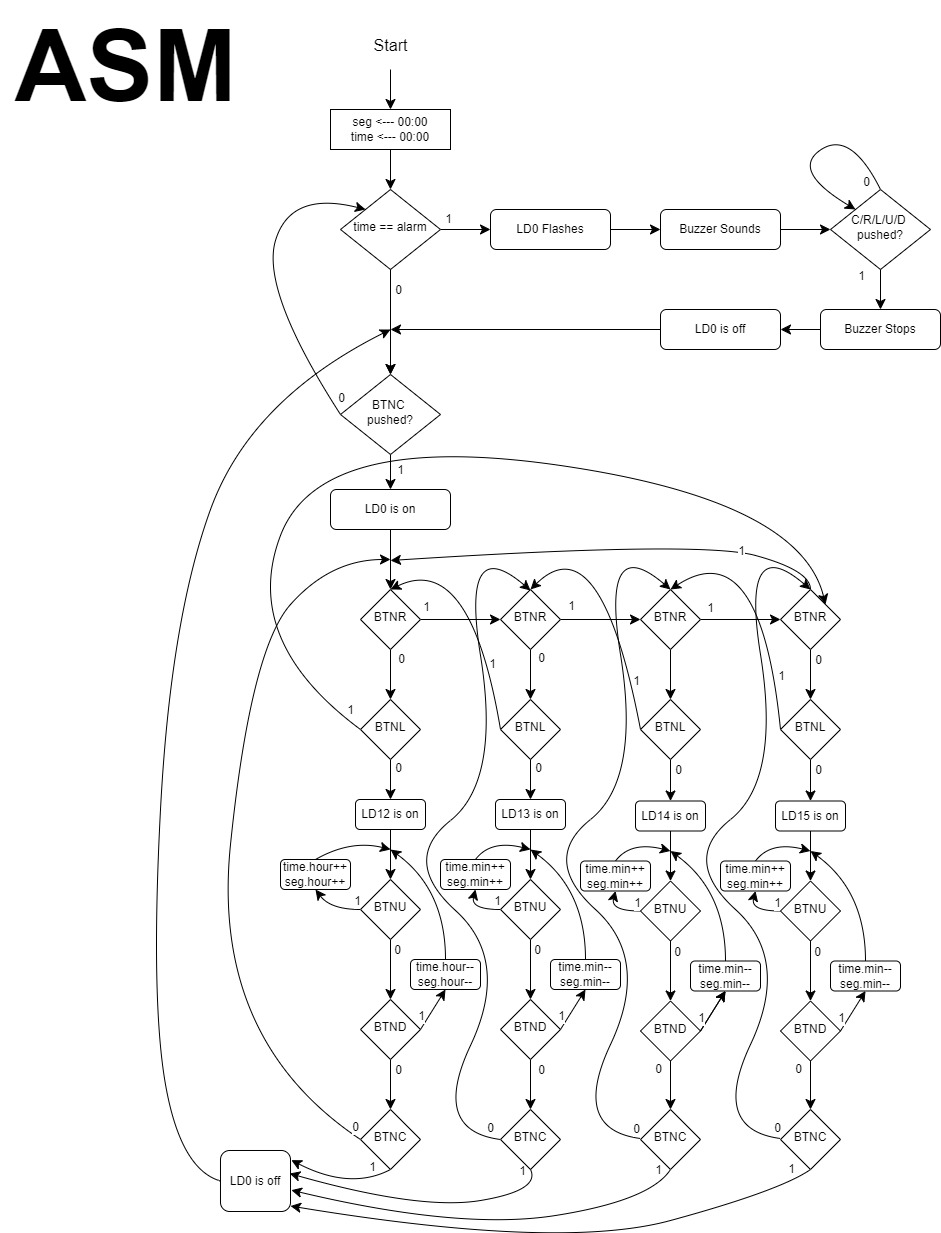 ASM
Start
seg <--- 00:00
time <--- 00:00
time == alarm
1
LD0 Flashes
Buzzer Sounds
0
C/R/L/U/D
pushed?
1
0
LD0 is off
Buzzer Stops
0
BTNC
pushed?
1
LD0 is on
1
BTNR
1
BTNR
1
BTNR
1
BTNR
0
0
0
1
1
1
1
BTNL
BTNL
BTNL
BTNL
0
0
0
0
LD12 is on
LD13 is on
LD14 is on
LD15 is on
time.hour++
seg.hour++
time.min++
seg.min++
time.min++
seg.min++
time.min++
seg.min++
1
BTNU
1
BTNU
1
BTNU
1
BTNU
0
0
0
0
time.hour--
seg.hour--
time.min--
seg.min--
time.min--
seg.min--
time.min--
seg.min--
BTND
1
BTND
1
BTND
1
BTND
1
0
0
0
0
0
BTNC
0
BTNC
0
BTNC
0
BTNC
1
1
1
1
LD0 is off